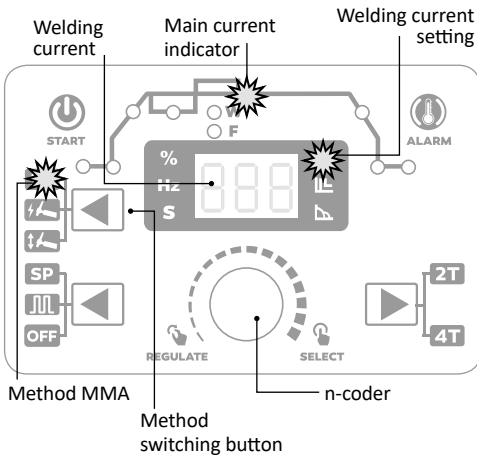 Welding
current
Main current
indicator
Welding current
setting
START
F
ALARM
%
Hz
S
888
SP
OFF
2T
4T
REGULATE
SELECT
Method MMA
Method
switching button
n-coder